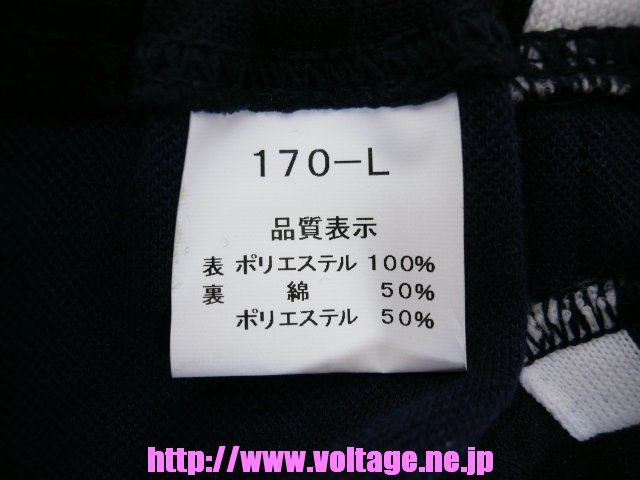 170-L
品質表示
表 ポリエステル 100%
裏 綿 50%
ポリエステル 50%
http://www.voltage.ne.jp